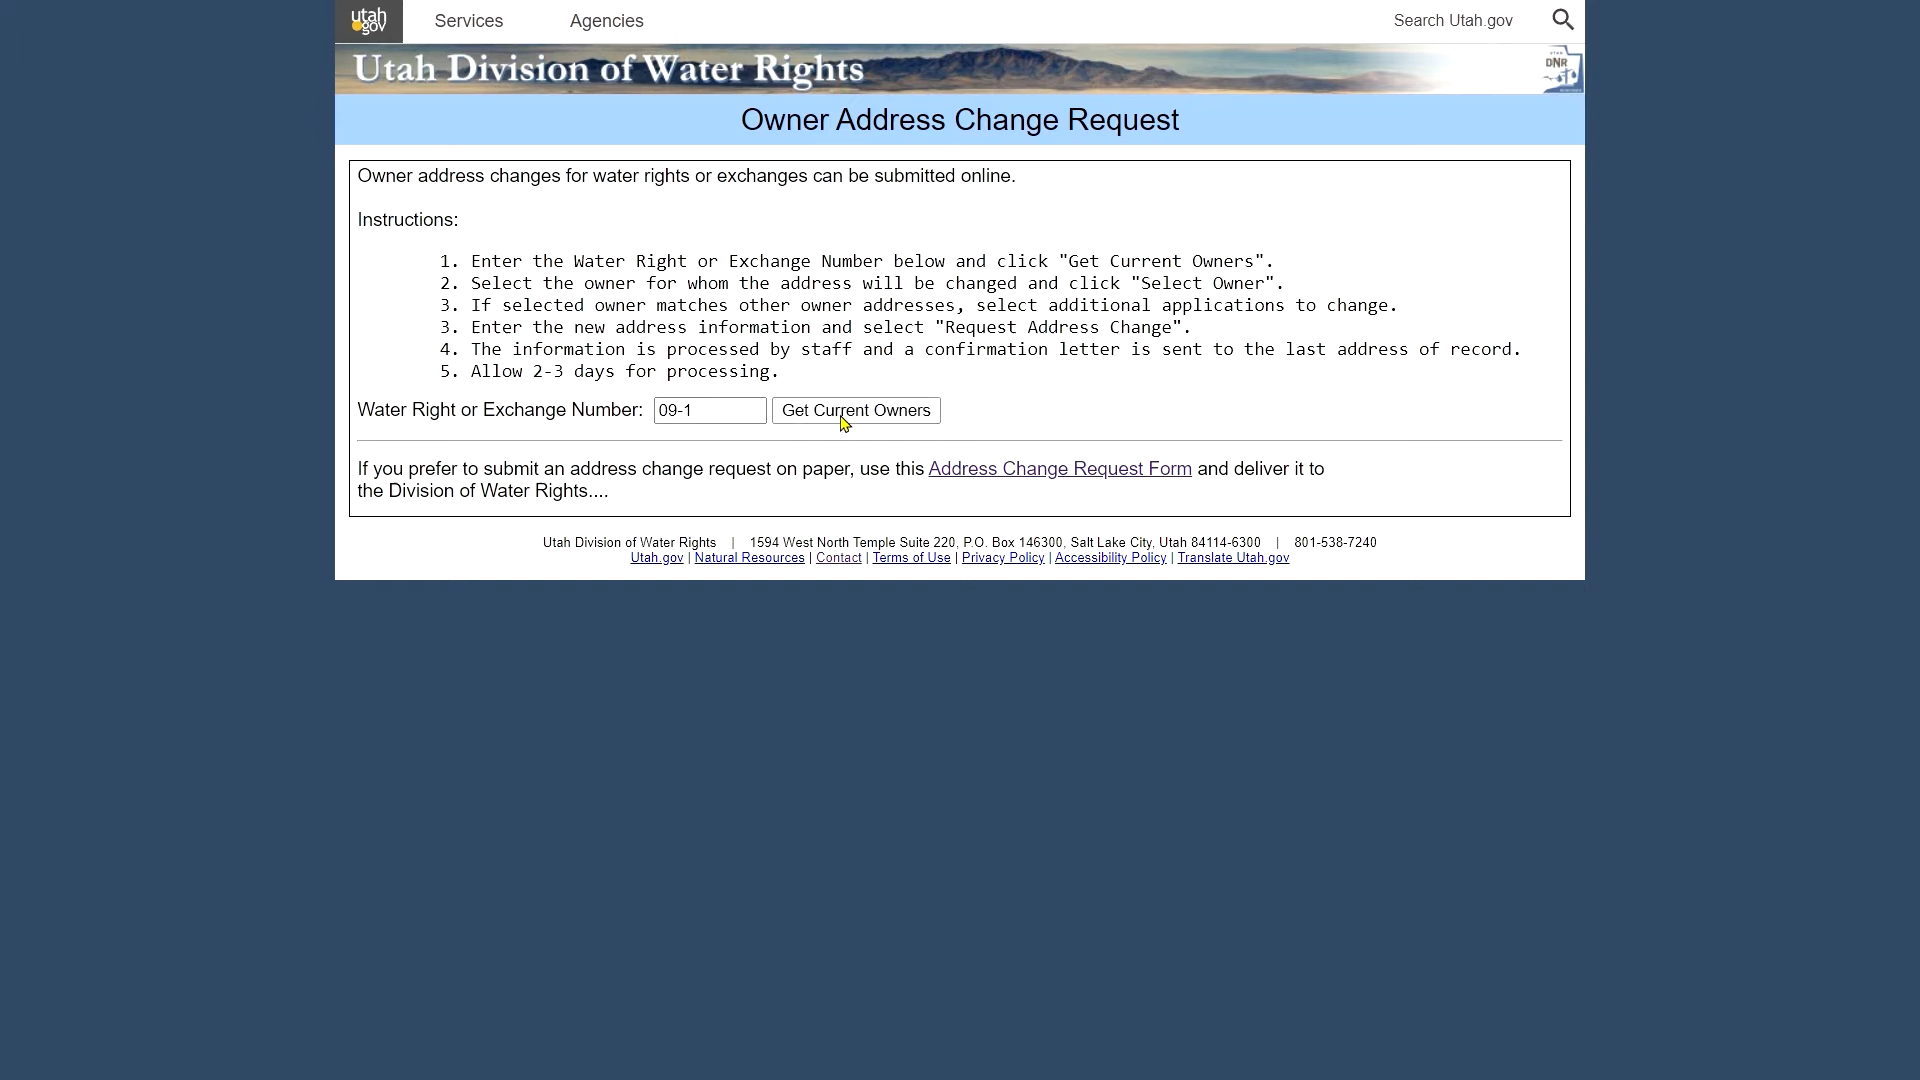 utah
gov
Services
Agencies
Search Utah.gov
Utah Division of Water Rights
UTAH
DNR
Owner Address Change Request
Owner address changes for water rights or exchanges can be submitted online.
Instructions:
1. Enter the Water Right or Exchange Number below and click "Get Current Owners".
2. Select the owner for whom the address will be changed and click "Select Owner".
3. If selected owner matches other owner addresses, select additional applications to change.
3. Enter the new address information and select "Request Address Change".
4. The information is processed by staff and a confirmation letter is sent to the last address of record.
5. Allow 2-3 days for processing.
Water Right or Exchange Number: 09-1 Get Current Owners
If you prefer to submit an address change request on paper, use this Address Change Request Form and deliver it to
the Division of Water Rights....
Utah Division of Water Rights | 1594 West North Temple Suite 220, P.O. Box 146300, Salt Lake City, Utah 84114-6300 | 801-538-7240
Utah.gov | Natural Resources | Contact | Terms of Use | Privacy Policy | Accessibility Policy | Translate Utah.gov